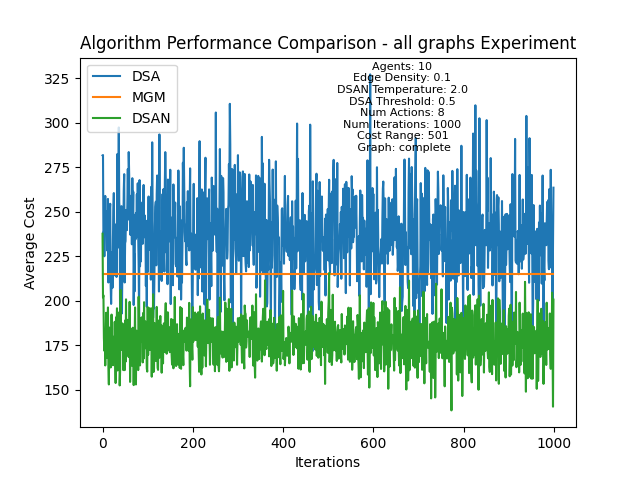 Algorithm Performance Comparison - all graphs Experiment
DSA
MGM
DSAN
Agents: 10
Edge Density: 0.1
DSAN Temperature: 2.0
DSA Threshold: 0.5
Num Actions: 8
Num Iterations: 1000
Cost Range: 501
Graph: complete
Average Cost
325
300
275
250
225
200
175
150
0
200
400
600
800
1000
Iterations